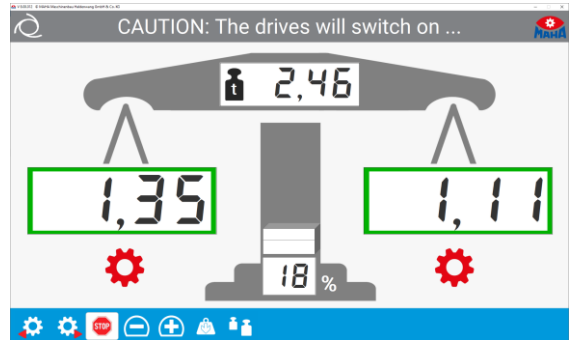 CAUTION: The drives will switch on ...
MAHA
t 2,46
1,35
1,11
18 %
STOP